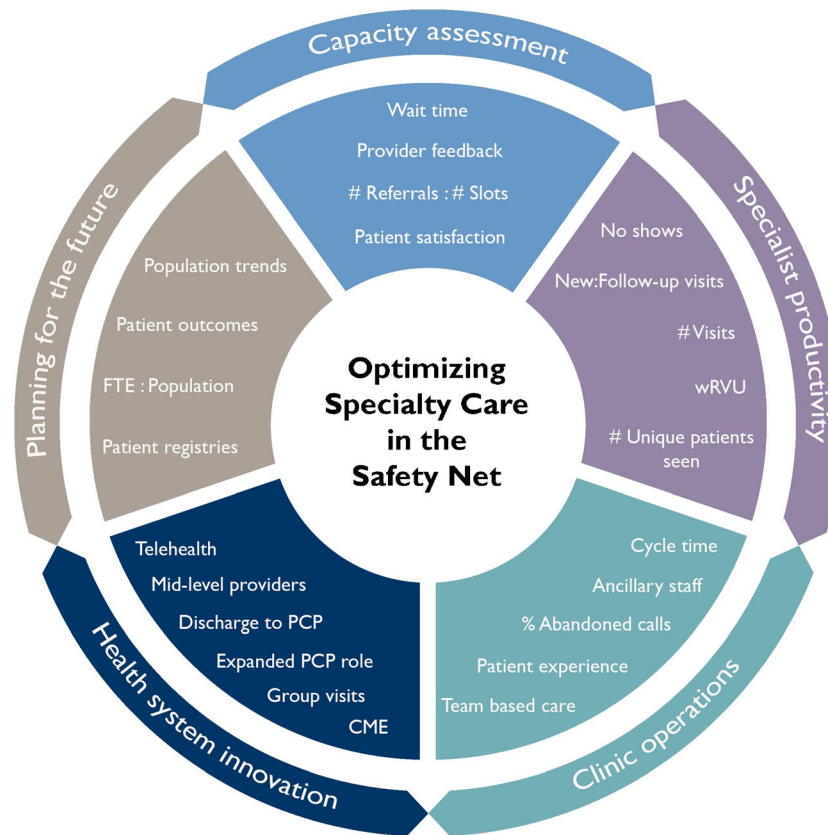 Capacity assessment
Wait time
Provider feedback
# Referrals : # Slots
Patient satisfaction
Specialist productivity
No shows
New:Follow-up visits
# Visits
wRVU
# Unique patients
seen
Clinic operations
Cycle time
Ancillary staff
% Abandoned calls
Patient experience
Team based care
Health system innovation
Telehealth
Mid-level providers
Discharge to PCP
Expanded PCP role
Group visits
CME
Planning for the future
Population trends
Patient outcomes
FTE : Population
Patient registries
Optimizing
Specialty Care
in the
Safety Net